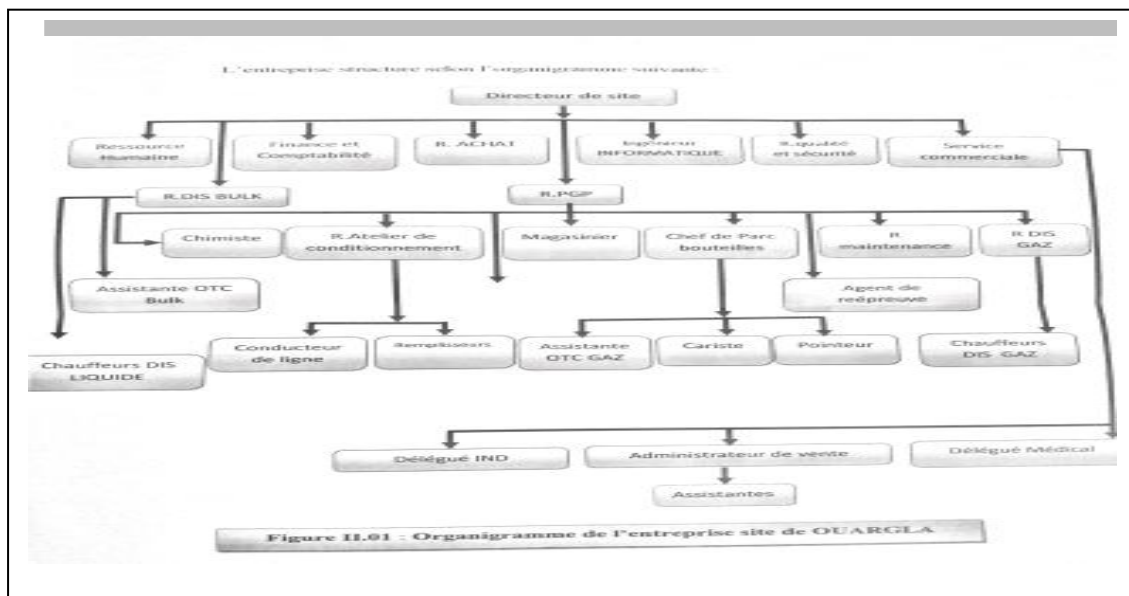 L'entreprise structure selon l'organigramme suivante :
Directeur de site
Ressource
Humaine
Finance et
Comptabilité
R. ACHAT
Ingénieur
INFORMATIQUE
R.qualité
et sécurité
Service
commerciale
R.DIS BULK
R.PGP
Chimiste
R.Atelier de
conditionnement
Magasinier
Chef de Parc
bouteilles
R.
maintenance
R DIS
GAZ
Assistante OTC
Bulk
Agent de
réépreuve
Chauffeurs DIS
LIQUIDE
Conducteur
de ligne
Remplisseurs
Assistante
OTC GAZ
Cariste
Pointeur
Chauffeurs
DIS GAZ
Délégué IND
Administrateur de vente
Délégué Médical
Assistantes
Figure II.01 : Organigramme de l'entreprise site de OUARGLA